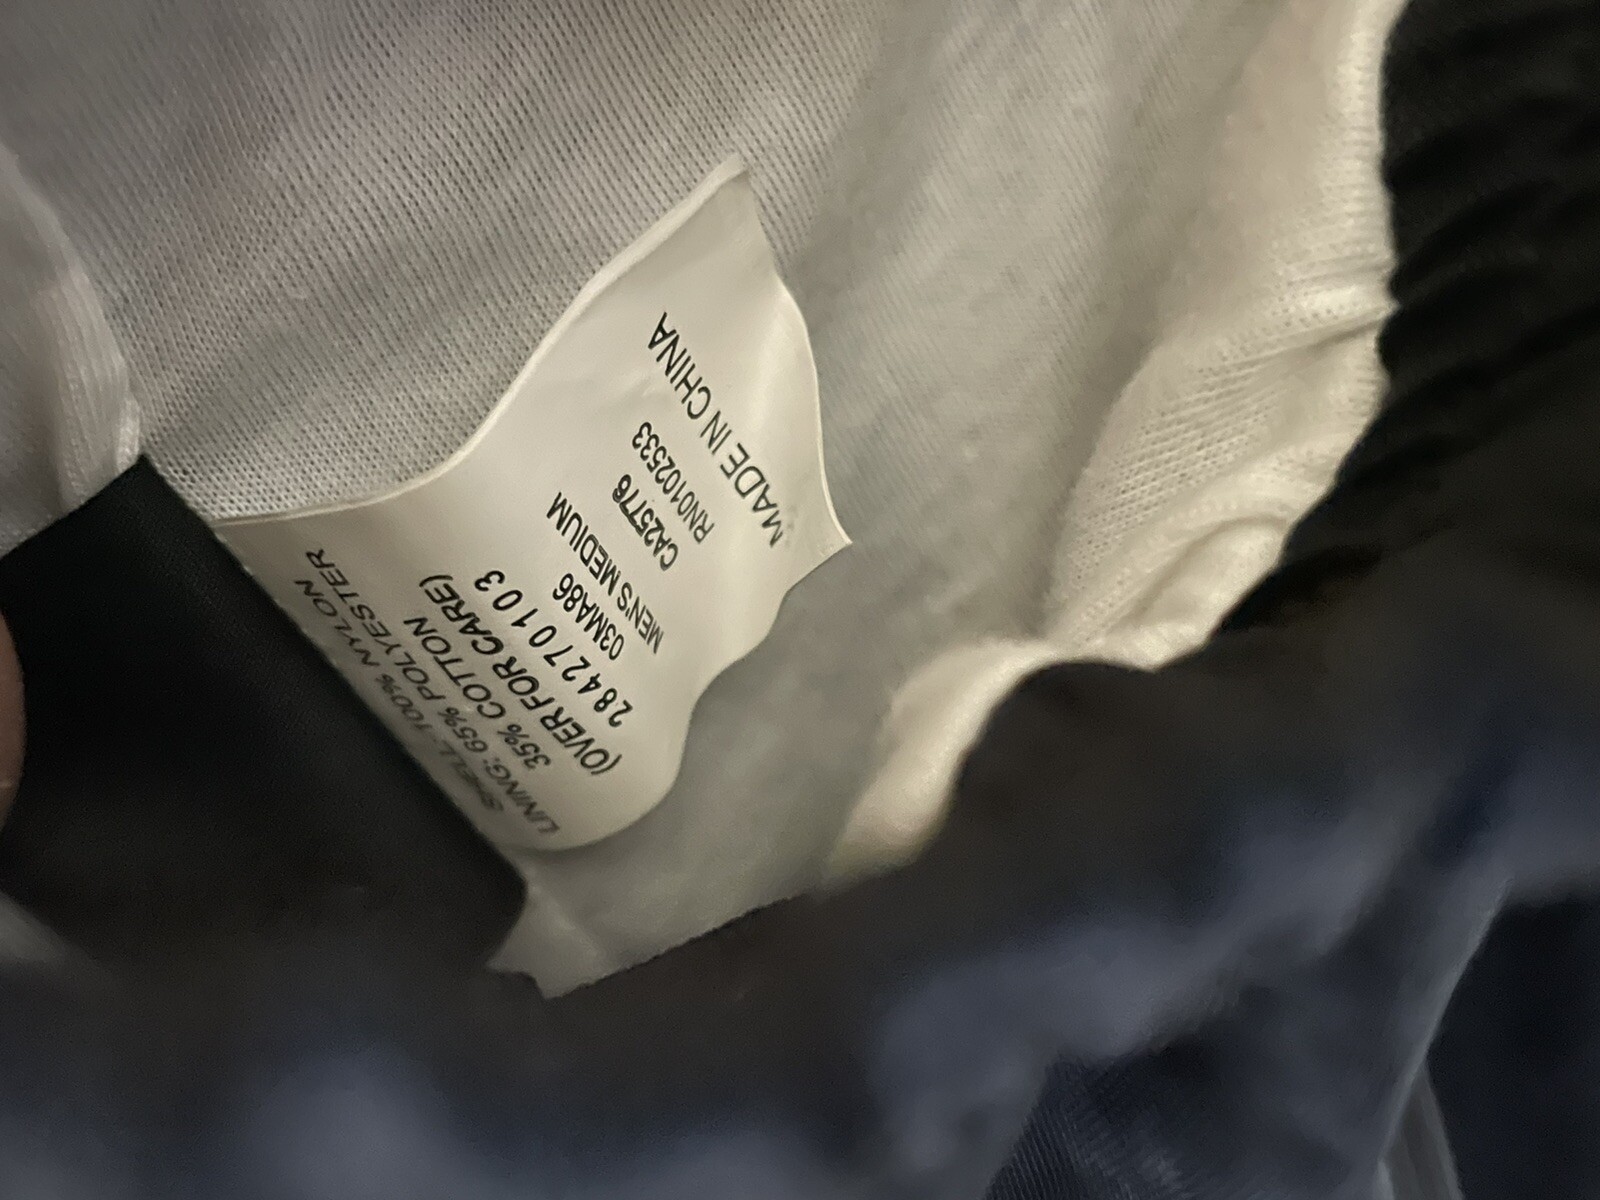 SHELL: 100% NYLON
LINING: 65% POLYESTER
35% COTTON
(OVER FOR CARE)
284270103
03MA86
MEN'S MEDIUM
CA25776
RN0102533
MADE IN CHINA